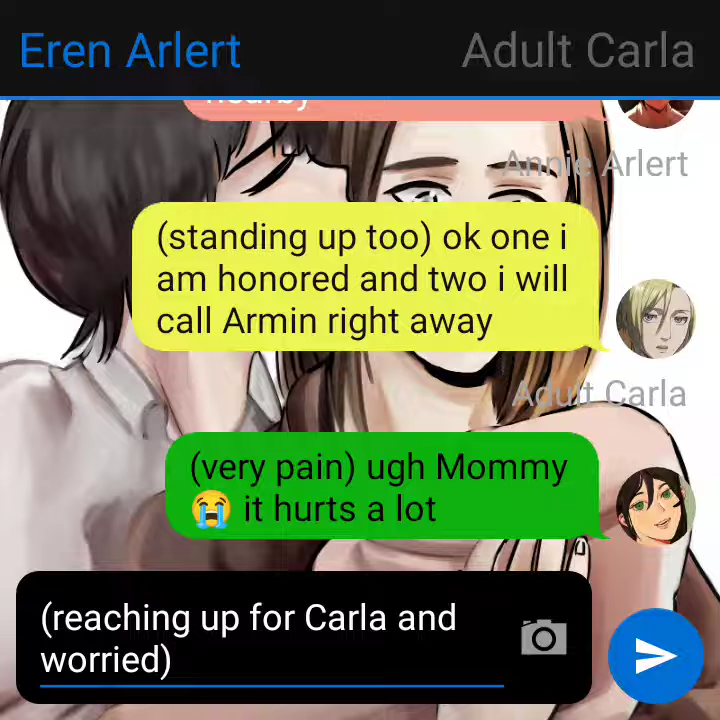 Eren Arlert
Adult Carla
nearby
Annie Arlert
(standing up too) ok one i
am honored and two i will
call Armin right away
Adult Carla
(very pain) ugh Mommy
😭 it hurts a lot
(reaching up for Carla and
worried)